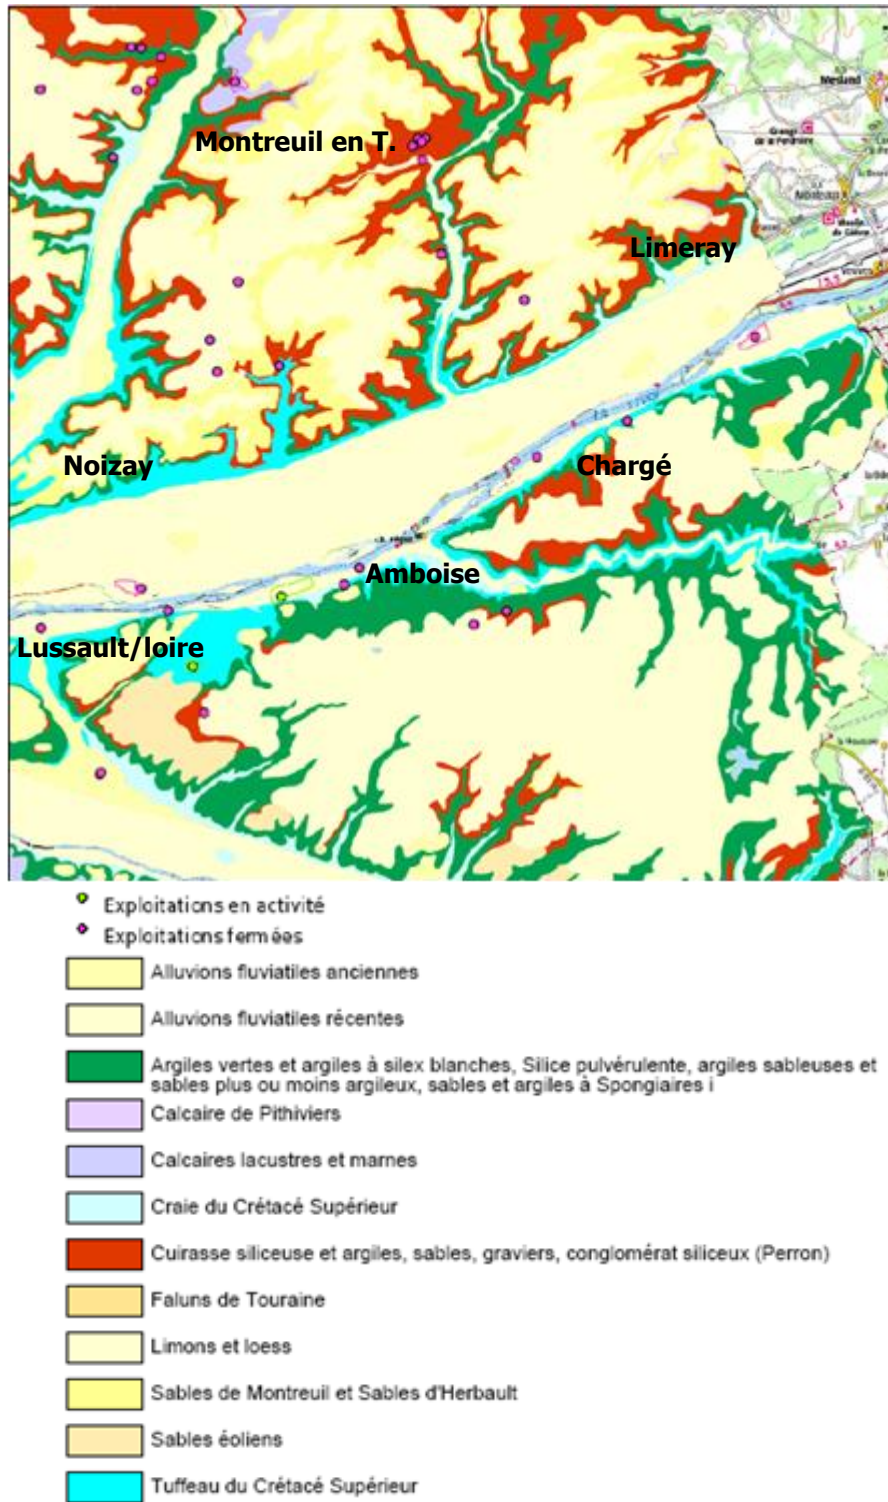 Montreuil en T.
Limeray
Noizay
Chargé
Amboise
Lussault/loire
Exploitations en activité
Exploitations fermées
Alluvions fluviatiles anciennes
Alluvions fluviatiles récentes
Argiles vertes et argiles à silex blanches, Silice pulvérulente, argiles sableuses et
sables plus ou moins argileux, sables et argiles à Spongiaires i
Calcaire de Pithiviers
Calcaires lacustres et marnes
Craie du Crétacé Supérieur
Cuirasse siliceuse et argiles, sables, graviers, conglomérat siliceux (Perron)
Faluns de Touraine
Limons et loess
Sables de Montreuil et Sables d'Herbault
Sables éoliens
Tuffeau du Crétacé Supérieur